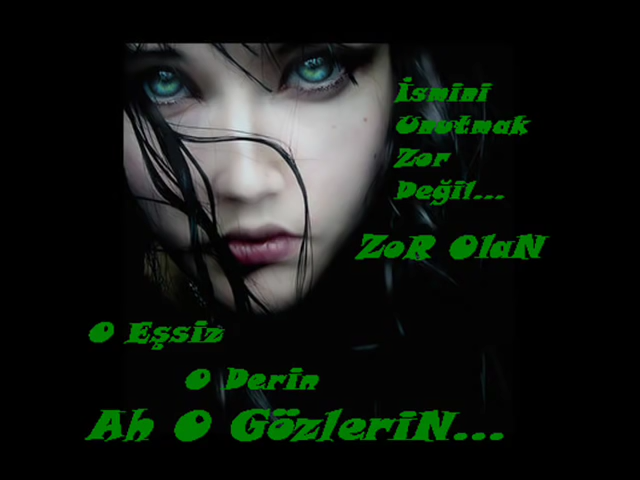 İsmini
Unutmak
Zor
Değil...
ZoR OlaN
O Eşsiz
O Derin
Ah O GözleriN...